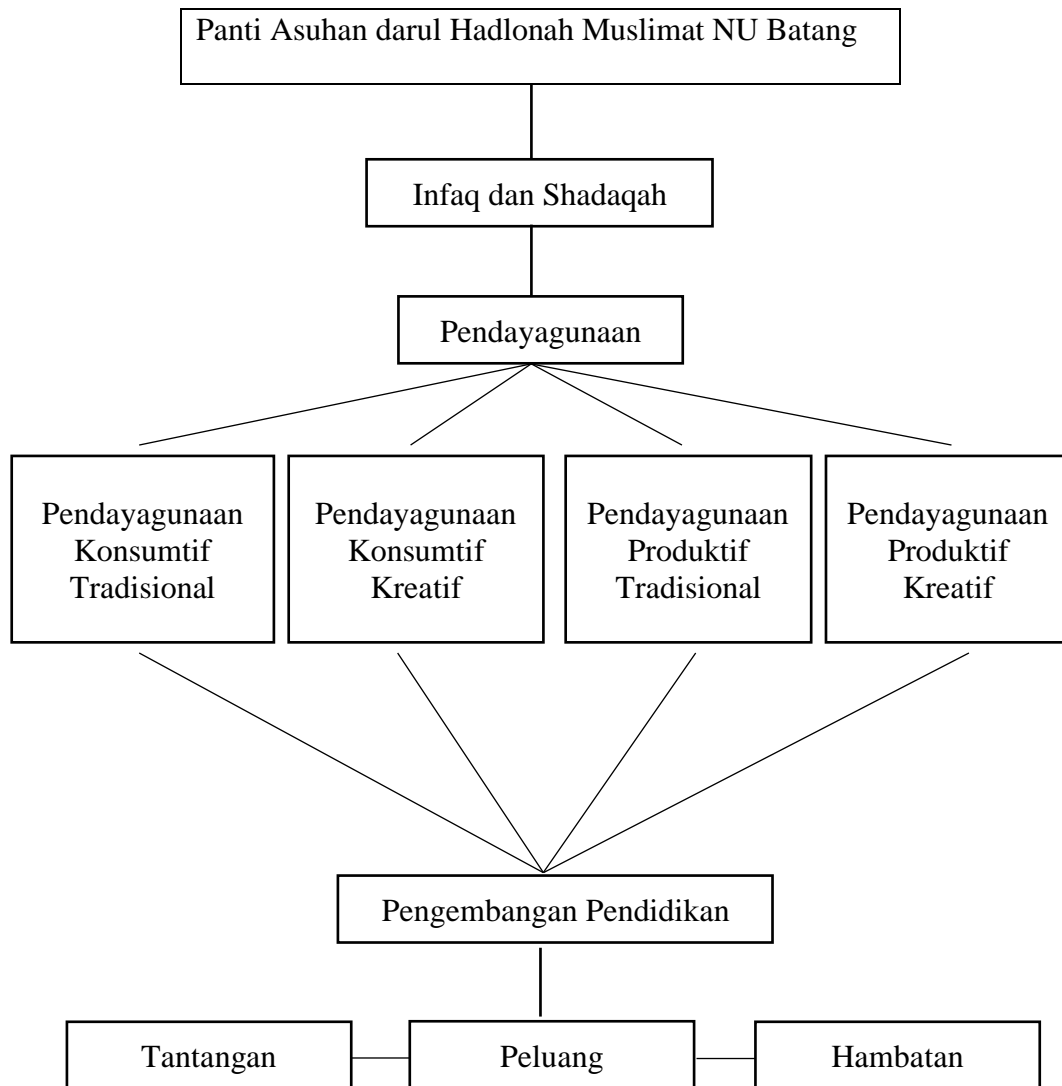 Panti Asuhan darul Hadlonah Muslimat NU Batang
Infaq dan Shadaqah
Pendayagunaan
Pendayagunaan
Konsumtif
Tradisional
Pendayagunaan
Konsumtif
Kreatif
Pendayagunaan
Produktif
Tradisional
Pendayagunaan
Produktif
Kreatif
Pengembangan Pendidikan
Tantangan
Peluang
Hambatan